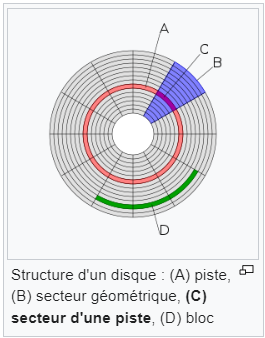 A
C
B
D
Structure d'un disque : (A) piste,
(B) secteur géométrique, (C)
secteur d'une piste, (D) bloc